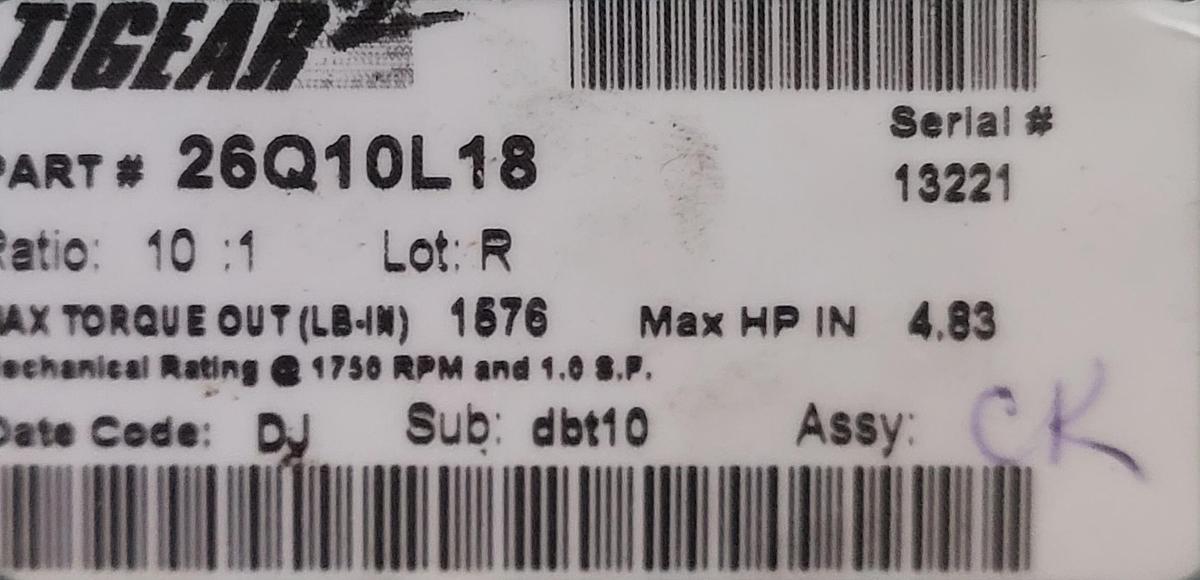 TIGEAR
Serial #
PART # 26Q10L18
13221
Ratio: 10 :1 Lot: R
MAX TORQUE OUT (LB-IN) 1576 Max HP IN 4.83
Mechanical Rating @ 1750 RPM and 1.0 S.F.
Date Code: DJ Sub: dbt10 Assy: CK